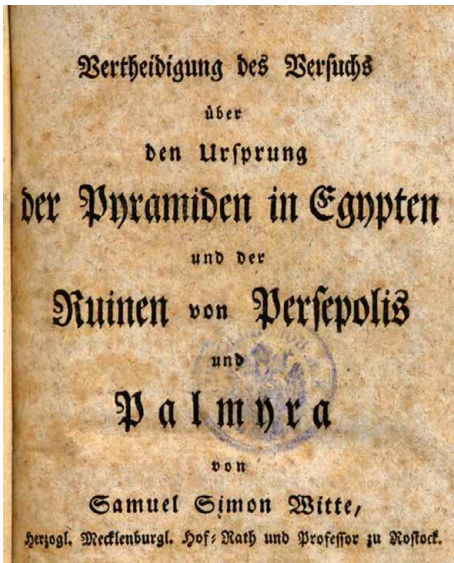 Vertheidigung des Versuchs
über
den Ursprung
der Pyramiden in Egypten
und der
Ruinen von Persepolis
und
Palmyra
von
Samuel Simon Witte,
Herzogl. Mecklenburgl. Hof-Rath und Professor zu Rostock.